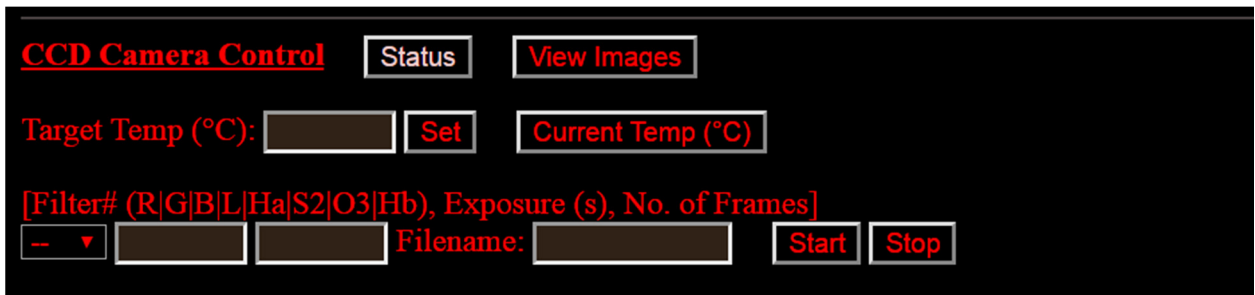 CCD Camera Control Status View Images
Target Temp (°C): Set Current Temp (°C)
[Filter# (R|G|B|L|Ha|S2|O3|Hb), Exposure (s), No. of Frames]
-- ▼ Filename: Start Stop